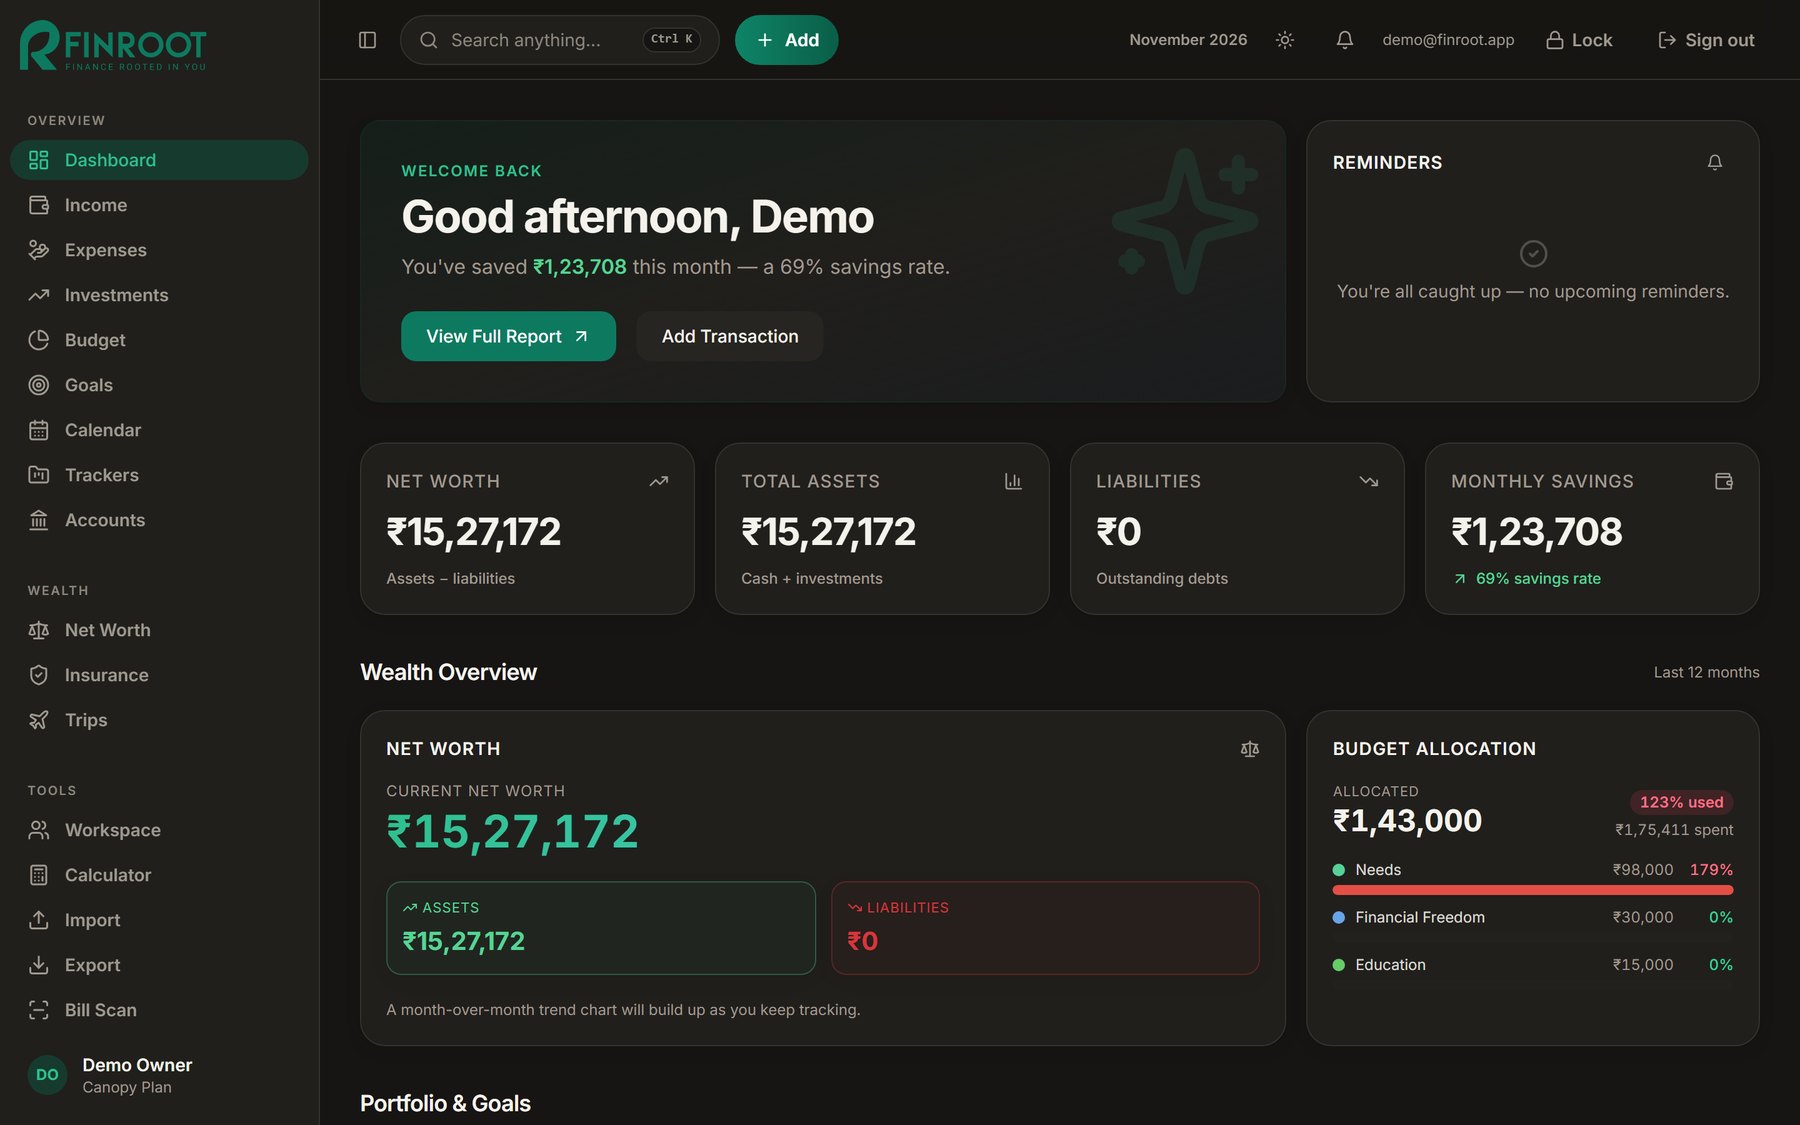 FINROOT
FINANCE ROOTED IN YOU
OVERVIEW
Dashboard
Income
Expenses
Investments
Budget
Goals
Calendar
Trackers
Accounts
WEALTH
Net Worth
Insurance
Trips
TOOLS
Workspace
Calculator
Import
Export
Bill Scan
DO
Demo Owner
Canopy Plan
Search anything...
Ctrl K
Add
November 2026
demo@finroot.app
Lock
Sign out
WELCOME BACK
Good afternoon, Demo
You've saved ₹1,23,708 this month — a 69% savings rate.
View Full Report
Add Transaction
REMINDERS
You're all caught up — no upcoming reminders.
NET WORTH
₹15,27,172
Assets – liabilities
TOTAL ASSETS
₹15,27,172
Cash + investments
LIABILITIES
₹0
Outstanding debts
MONTHLY SAVINGS
₹1,23,708
69% savings rate
Wealth Overview
Last 12 months
NET WORTH
CURRENT NET WORTH
₹15,27,172
ASSETS
₹15,27,172
LIABILITIES
₹0
A month-over-month trend chart will build up as you keep tracking.
BUDGET ALLOCATION
ALLOCATED
₹1,43,000
123% used
₹1,75,411 spent
Needs ₹98,000 179%
Financial Freedom ₹30,000 0%
Education ₹15,000 0%
Portfolio & Goals